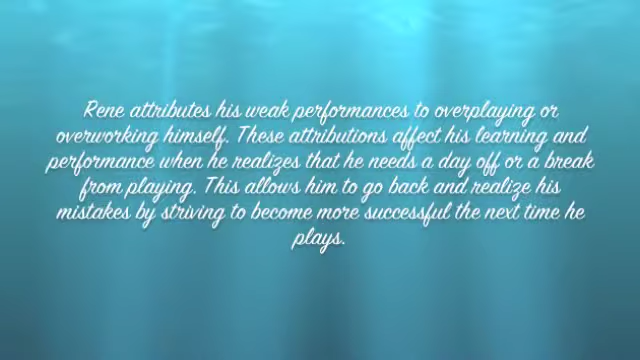 Rene attributes his weak performances to overplaying or
overworking himself. These attributions affect his learning and
performance when he realizes that he needs a day off or a break
from playing. This allows him to go back and realize his
mistakes by striving to become more successful the next time he
plays.